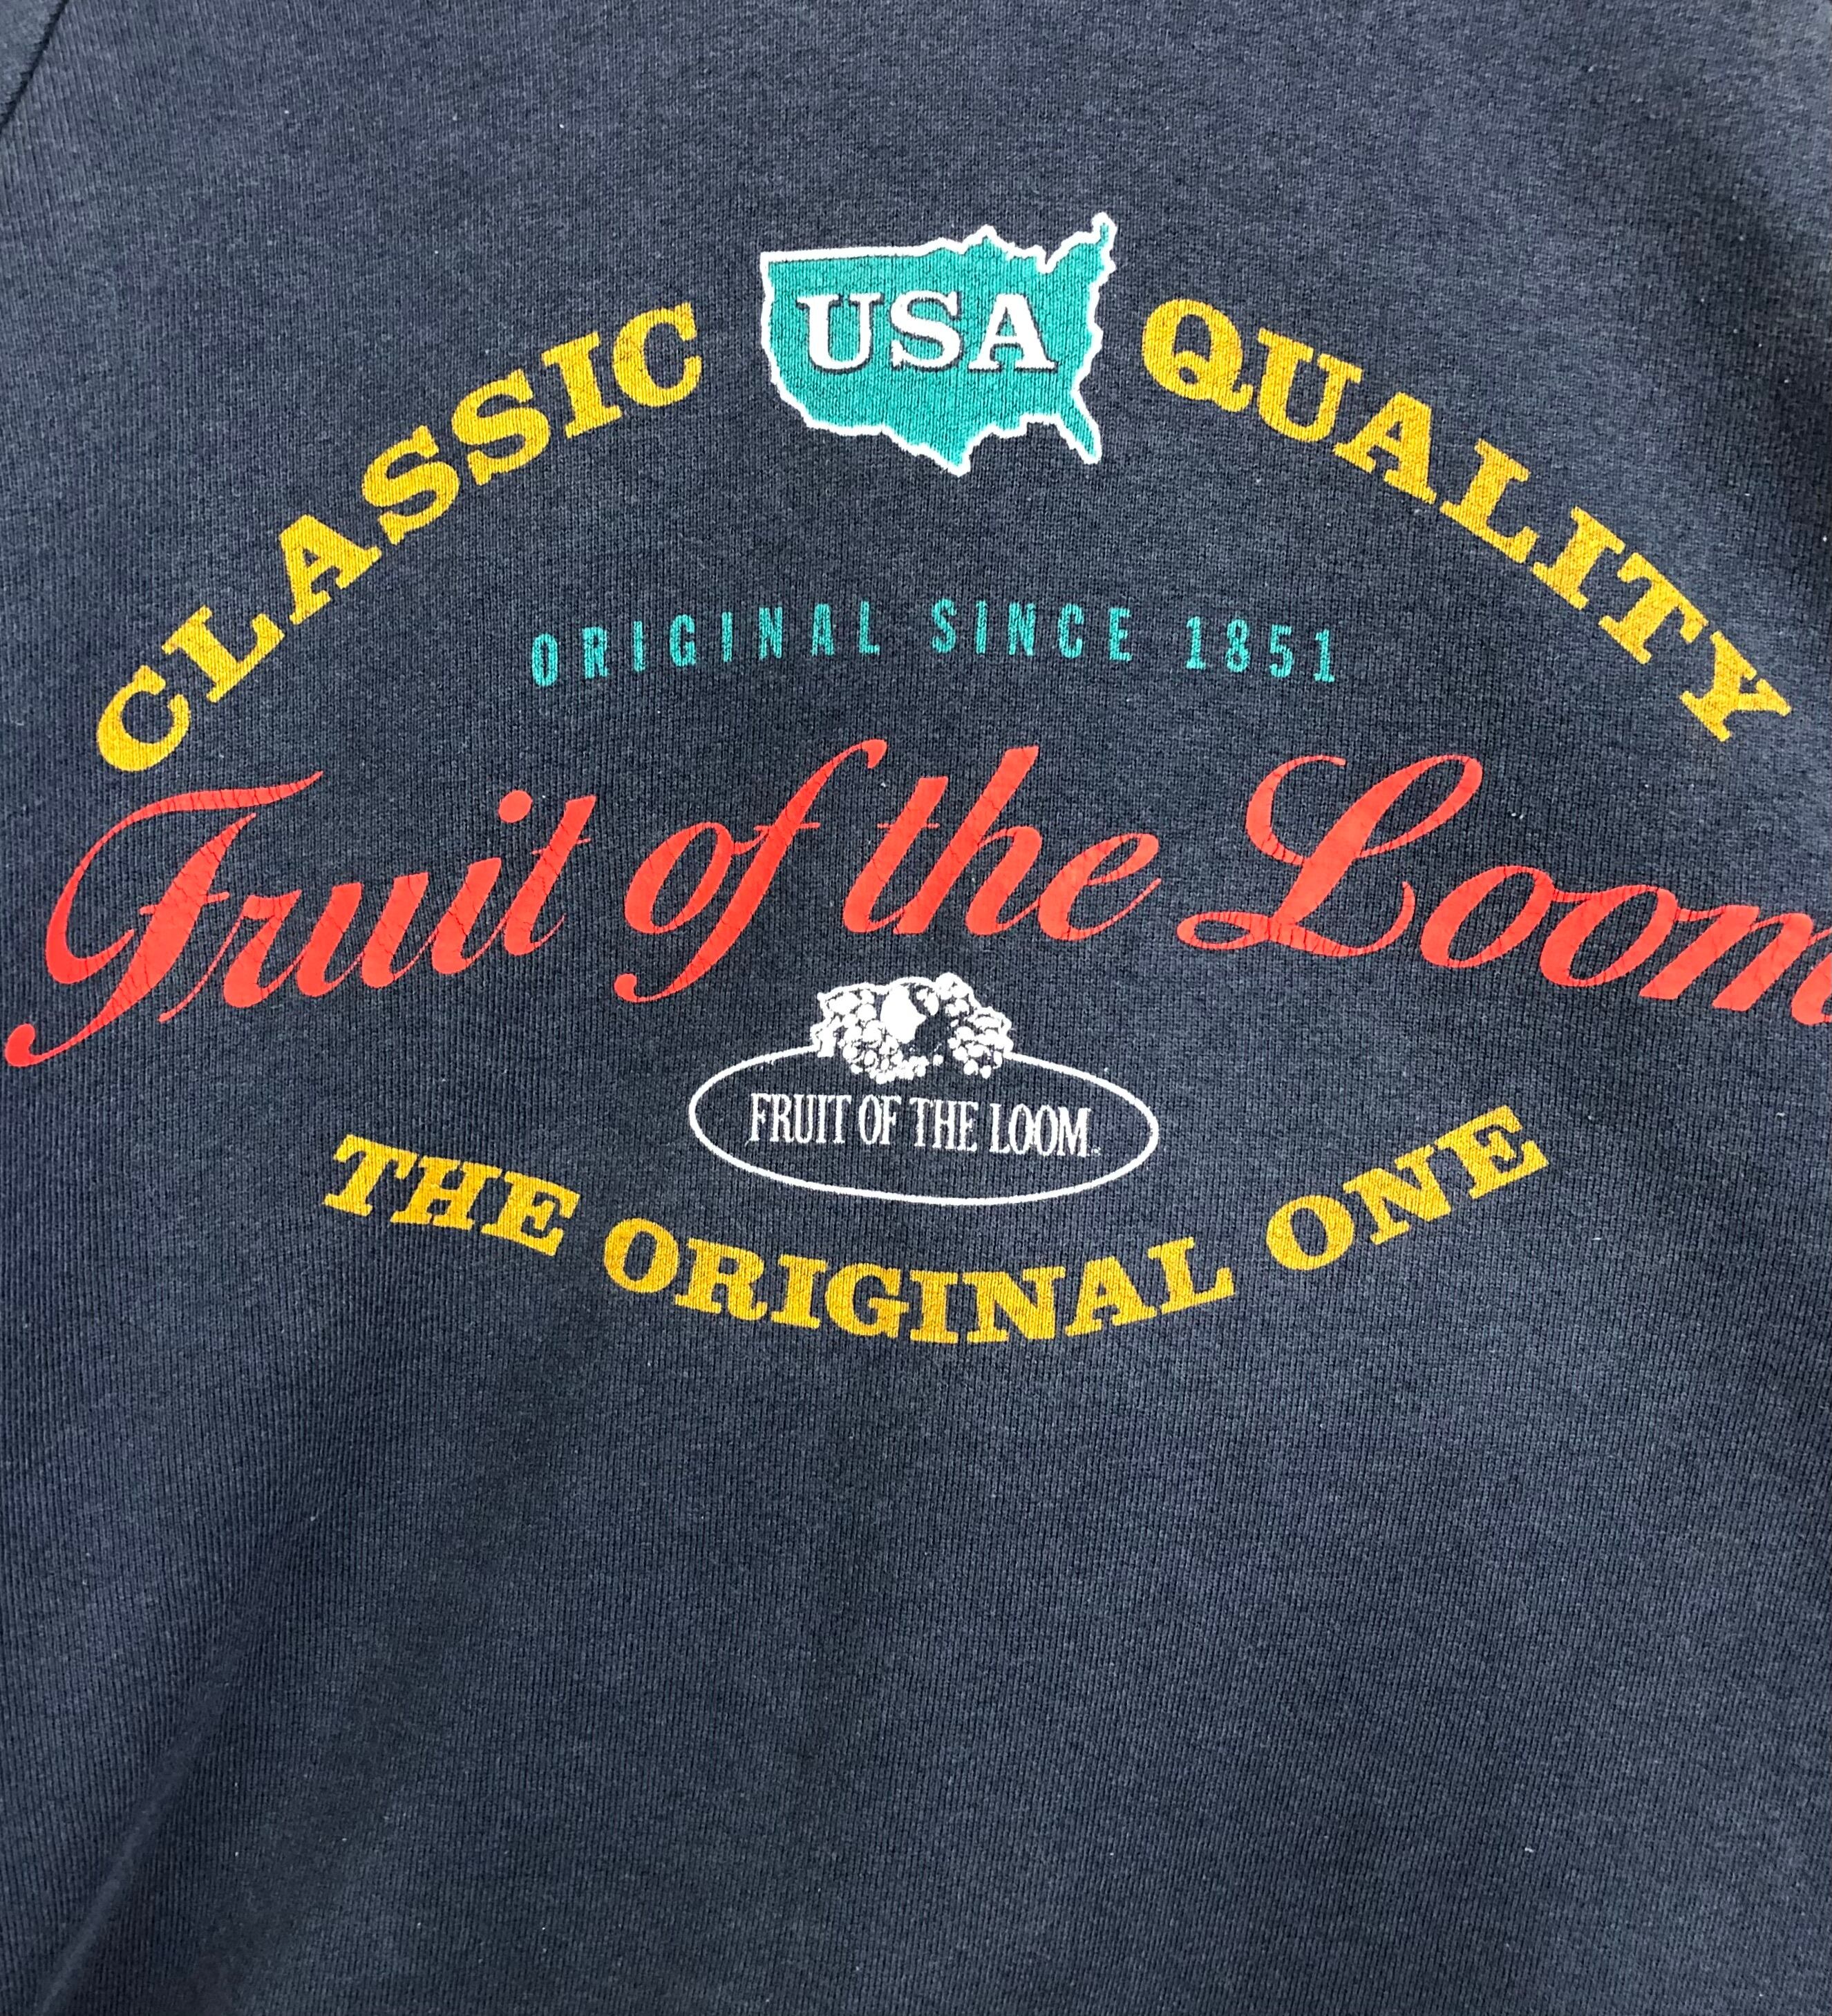 CLASSIC USA QUALITY
ORIGINAL SINCE 1851
Fruit of the Loom
FRUIT OF THE LOOM
THE ORIGINAL ONE